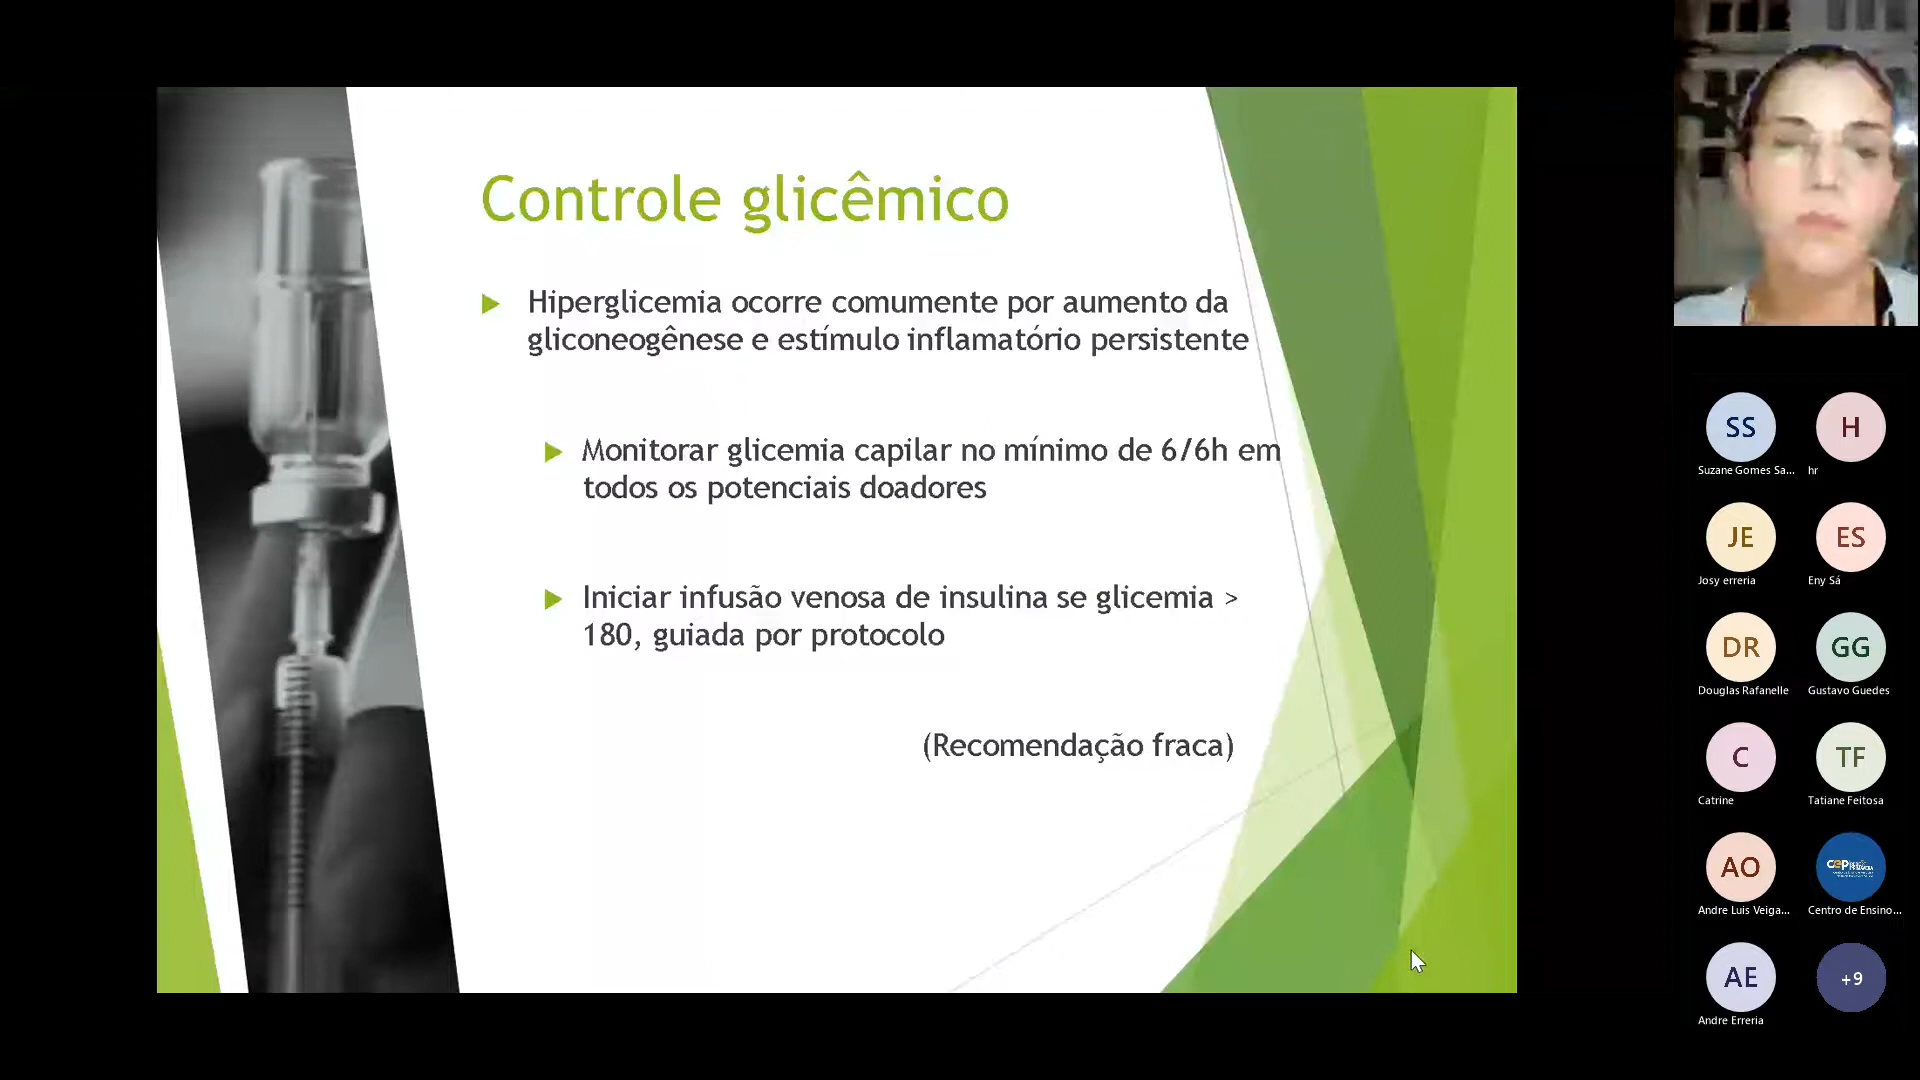 Controle glicêmico
Hiperglicemia ocorre comumente por aumento da
gliconeogênese e estímulo inflamatório persistente
Monitorar glicemia capilar no mínimo de 6/6h em
todos os potenciais doadores
Iniciar infusão venosa de insulina se glicemia >
180, guiada por protocolo
(Recomendação fraca)
SS
H
Suzane Gomes Sa...
hr
JE
ES
Josy erreria
Eny Sá
DR
GG
Douglas Rafanelle
Gustavo Guedes
C
TF
Catrine
Tatiane Feitosa
AO
cep
Andre Luis Veiga...
Centro de Ensino...
AE
+9
Andre Erreria